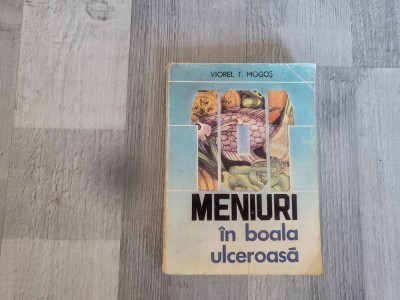 VIOREL T. MOGOȘ
101
MENIURI
în boala
ulceroasă